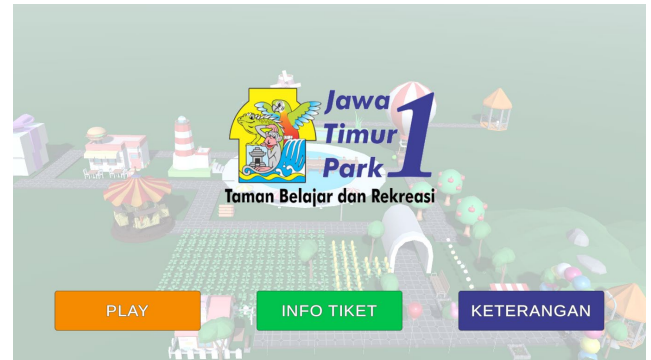 Jawa
Timur
Park 1
Taman Belajar dan Rekreasi
PLAY
INFO TIKET
KETERANGAN